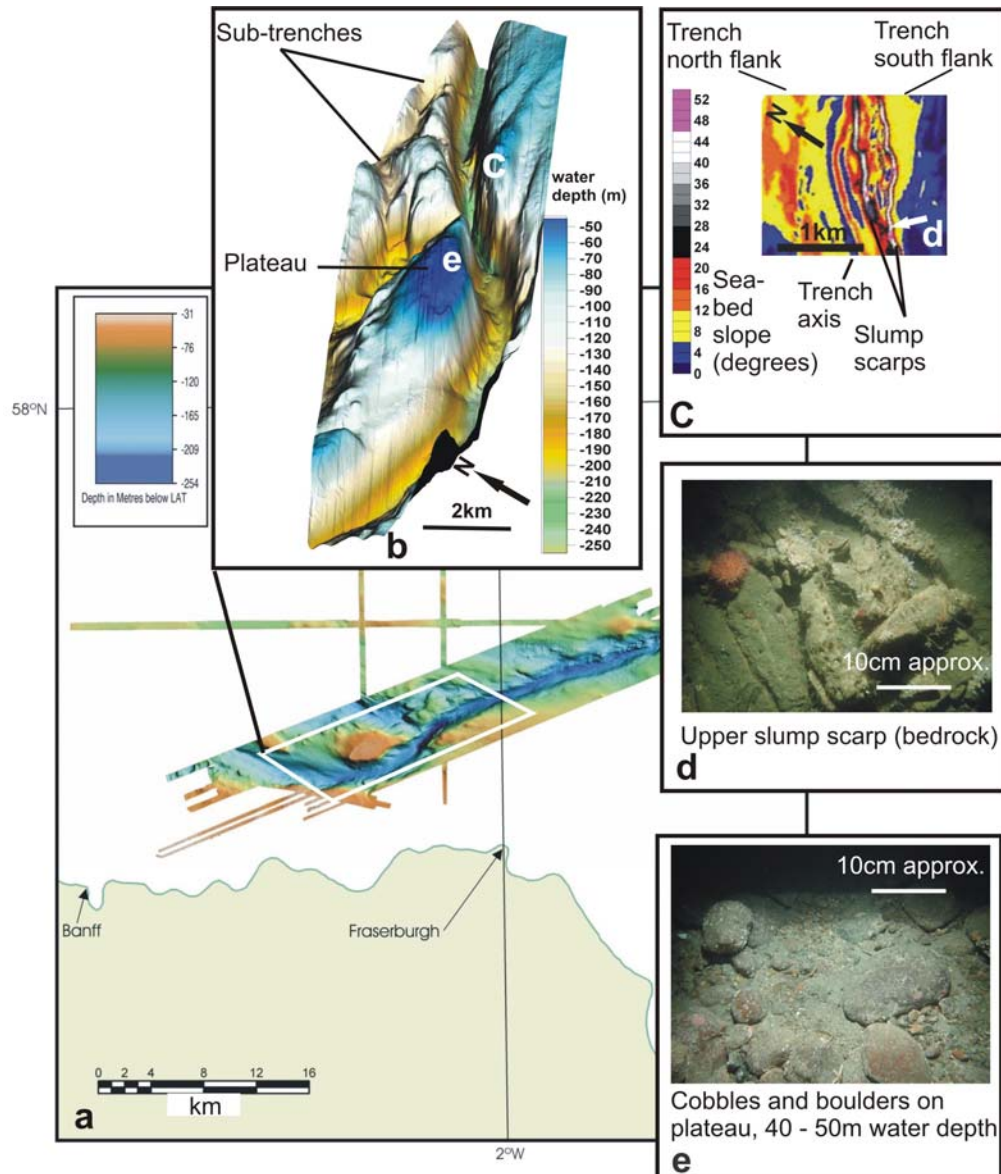 Sub-trenches
Plateau
c
e
water
depth (m)
-50
-60
-70
-80
-90
-100
-110
-120
-130
-140
-150
-160
-170
-180
-190
-200
-210
-220
-230
-240
-250
N
2km
b
Trench
north flank
Trench
south flank
52
48
44
40
36
32
28
24
20
16
12
8
4
0
N
1km
d
Sea-
bed
slope
(degrees)
Trench
axis
Slump
scarps
C
-31
-76
-120
-165
-209
-254
Depth in Metres below LAT
58°N
10cm approx.
Upper slump scarp (bedrock)
d
Banff
Fraserburgh
0 2 4 8 12 16
km
a
2°W
10cm approx.
Cobbles and boulders on
plateau, 40 - 50m water depth
e